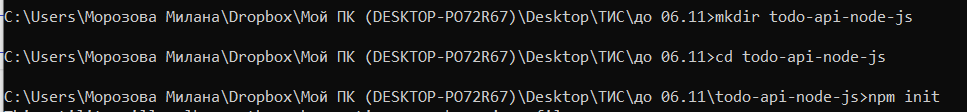 C:\Users\Морозова Милана\Dropbox\Мой ПК (DESKTOP-PO72R67)\Desktop\ТИС\до 06.11>mkdir todo-api-node-js
C:\Users\Морозова Милана\Dropbox\Мой ПК (DESKTOP-PO72R67)\Desktop\ТИС\до 06.11>cd todo-api-node-js
C:\Users\Морозова Милана\Dropbox\Мой ПК (DESKTOP-PO72R67)\Desktop\ТИС\до 06.11\todo-api-node-js>npm init